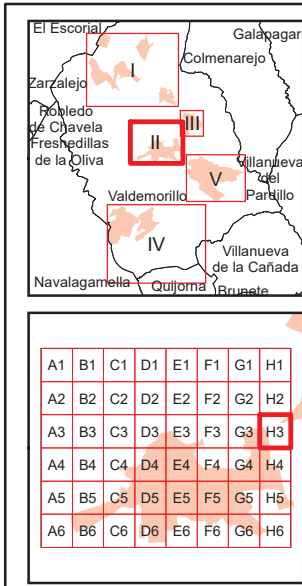 El Escorial
Galapagar
Colmenarejo
I
Zarzalejo
Robledo
de Chavela
III
Fresnedillas
de la Oliva
II
Villanueva
del
Pardillo
V
Valdemorillo
IV
Villanueva
de la Cañada
Navalagamella
Quijorna
Brunete
A1 B1 C1 D1 E1 F1 G1 H1
A2 B2 C2 D2 E2 F2 G2 H2
A3 B3 C3 D3 E3 F3 G3 H3
A4 B4 C4 D4 E4 F4 G4 H4
A5 B5 C5 D5 E5 F5 G5 H5
A6 B6 C6 D6 E6 F6 G6 H6